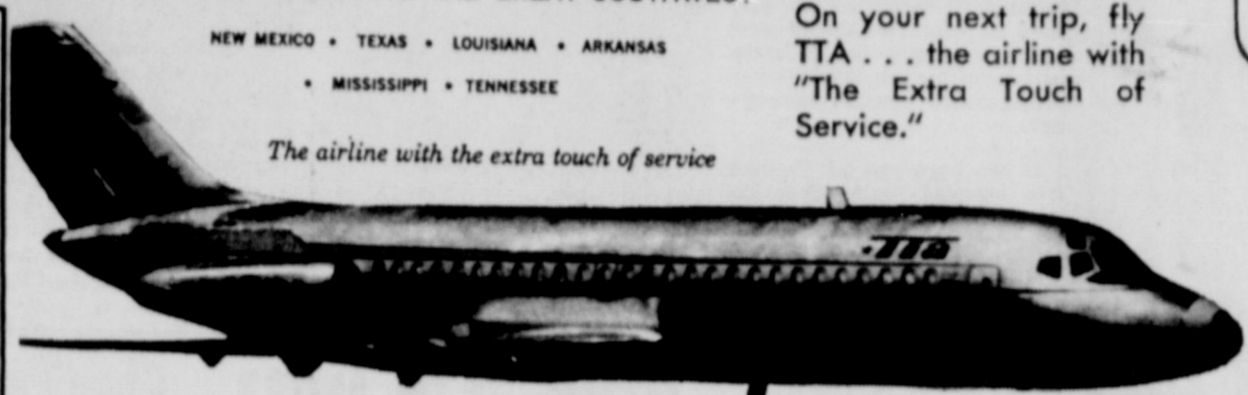 NEW MEXICO • TEXAS • LOUISIANA • ARKANSAS
• MISSISSIPPI • TENNESSEE
The airline with the extra touch of service
On your next trip, fly
TTA . . . the airline with
"The Extra Touch of
Service."
TTA